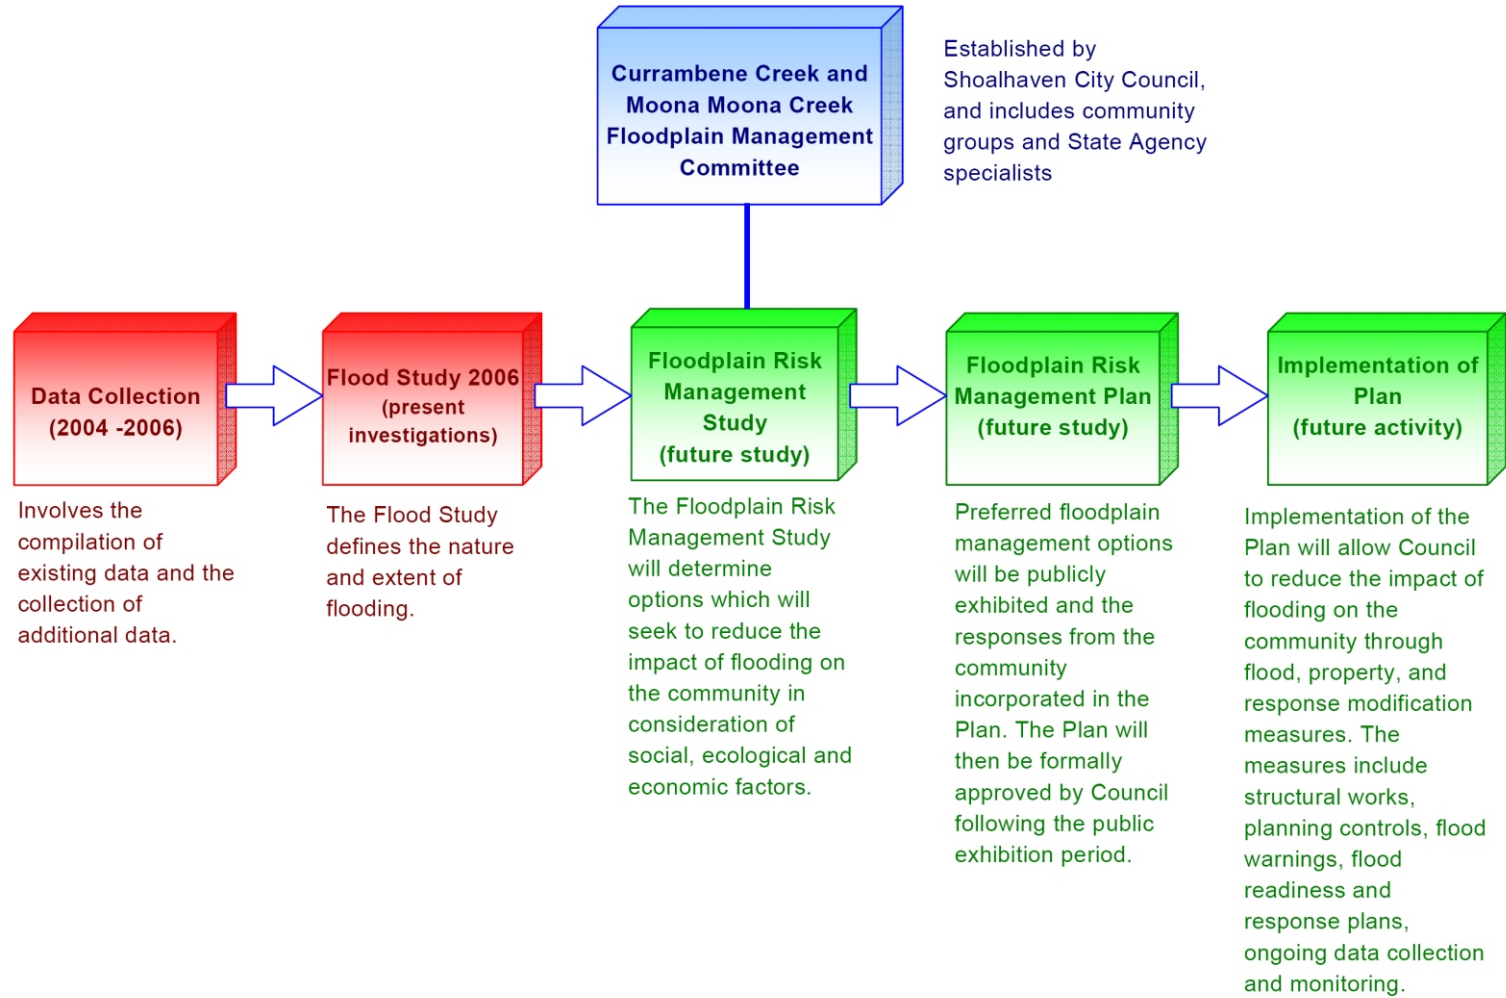 Currambene Creek and
Moona Moona Creek
Floodplain Management
Committee
Established by
Shoalhaven City Council,
and includes community
groups and State Agency
specialists
Data Collection
(2004 -2006)
Flood Study 2006
(present
investigations)
Floodplain Risk
Management
Study
(future study)
Floodplain Risk
Management Plan
(future study)
Implementation of
Plan
(future activity)
Involves the
compilation of
existing data and the
collection of
additional data.
The Flood Study
defines the nature
and extent of
flooding.
The Floodplain Risk
Management Study
will determine
options which will
seek to reduce the
impact of flooding on
the community in
consideration of
social, ecological and
economic factors.
Preferred floodplain
management options
will be publicly
exhibited and the
responses from the
community
incorporated in the
Plan. The Plan will
then be formally
approved by Council
following the public
exhibition period.
Implementation of the
Plan will allow Council
to reduce the impact of
flooding on the
community through
flood, property, and
response modification
measures. The
measures include
structural works,
planning controls, flood
warnings, flood
readiness and
response plans,
ongoing data collection
and monitoring.